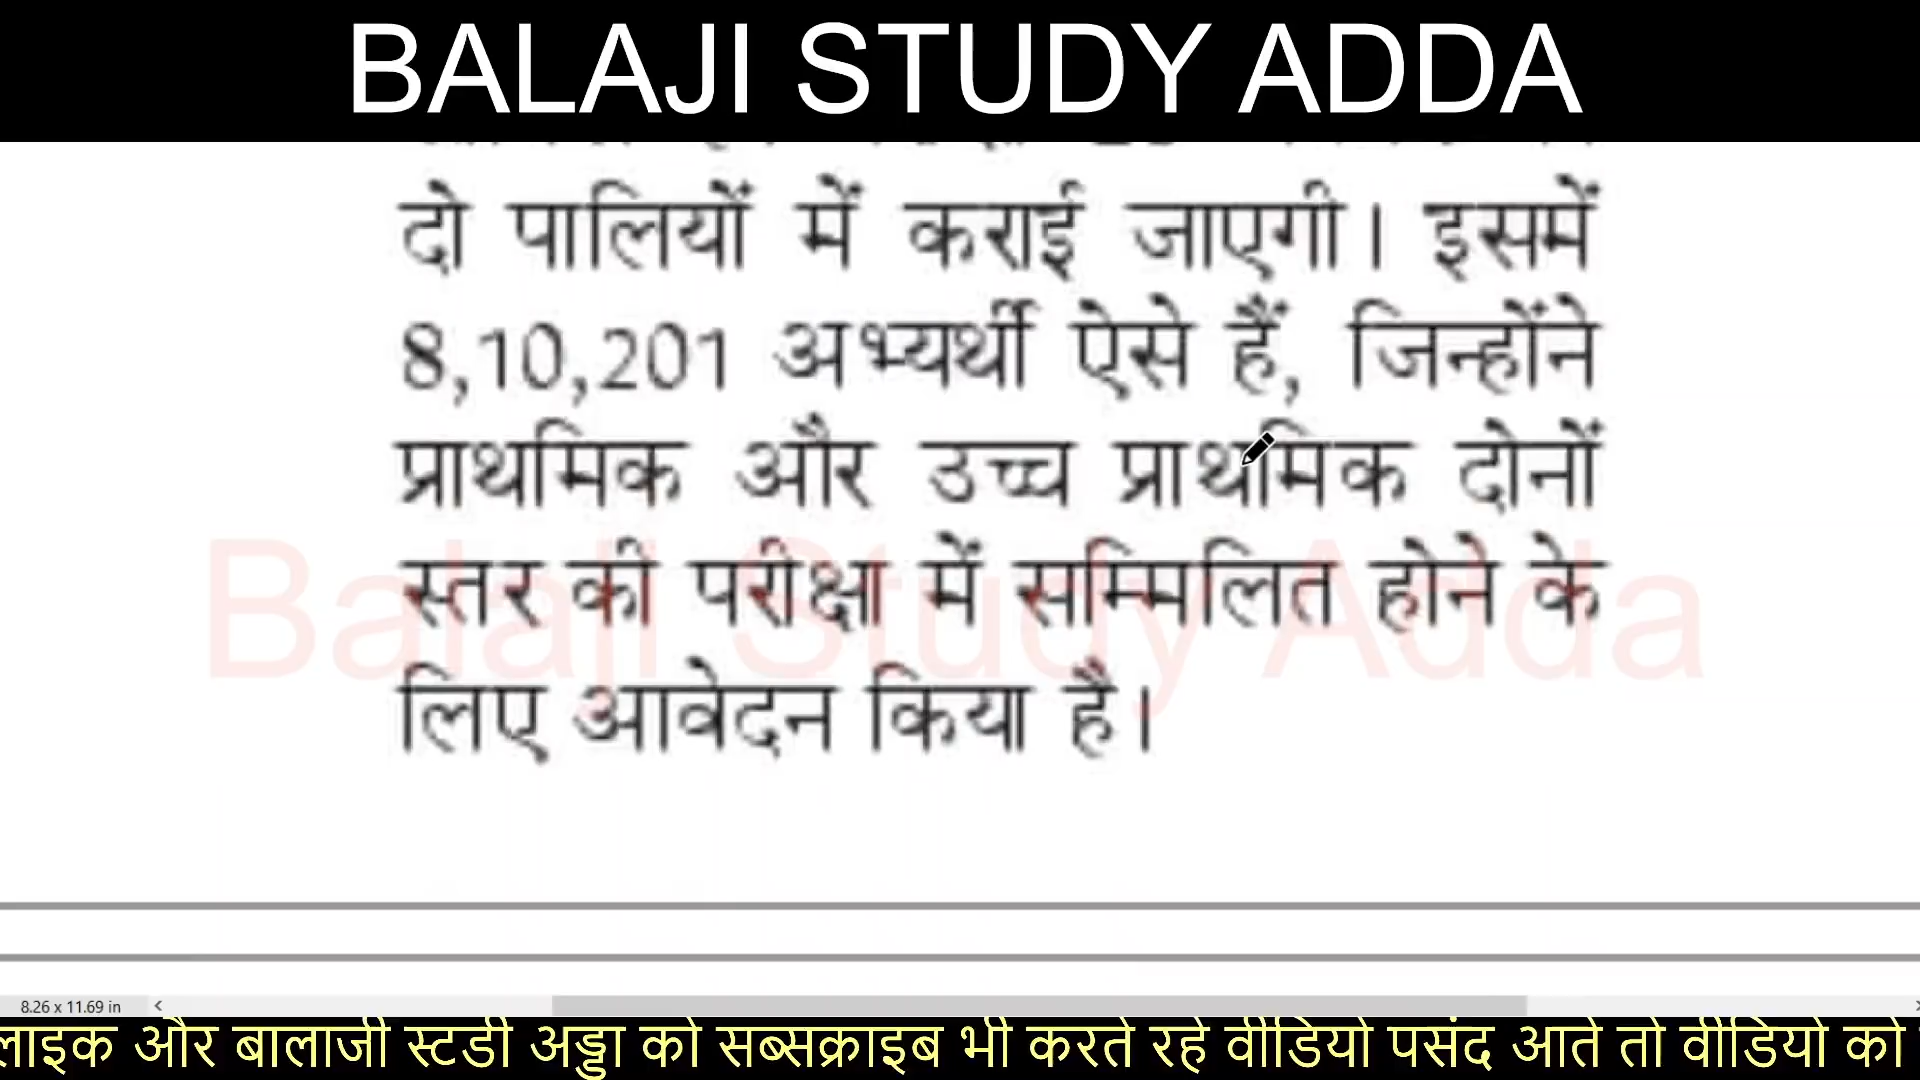 BALAJI STUDY ADDA
दो पालियों में कराई जाएगी। इसमें
8,10,201 अभ्यर्थी ऐसे हैं, जिन्होंने
प्राथमिक और उच्च प्राथमिक दोनों
स्तर की परीक्षा में सम्मिलित होने के
Balaji Study Adda
लिए आवेदन किया है।
8.26 x 11.69 in
लाइक और बालाजी स्टडी अड्डा को सब्सक्राइब भी करते रहे वीडियो पसंद आते तो वीडियो को